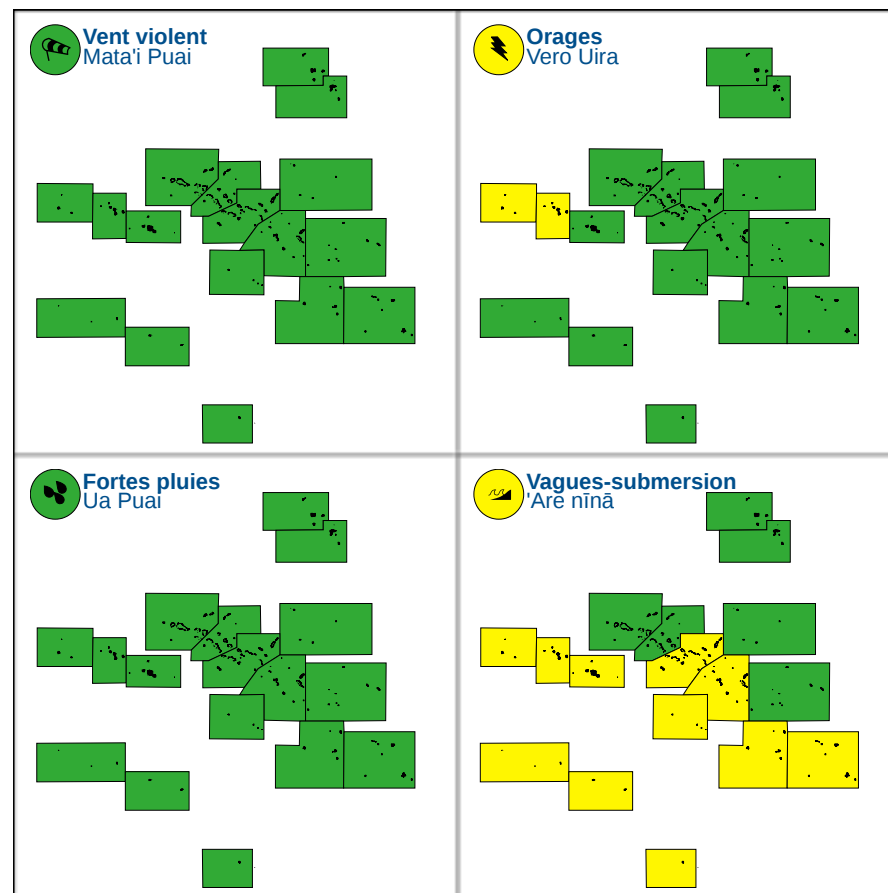 Vent violent
Mata'i Puai
Orages
Vero Uira
Fortes pluies
Ua Puai
Vagues-submersion
'Are nīnā